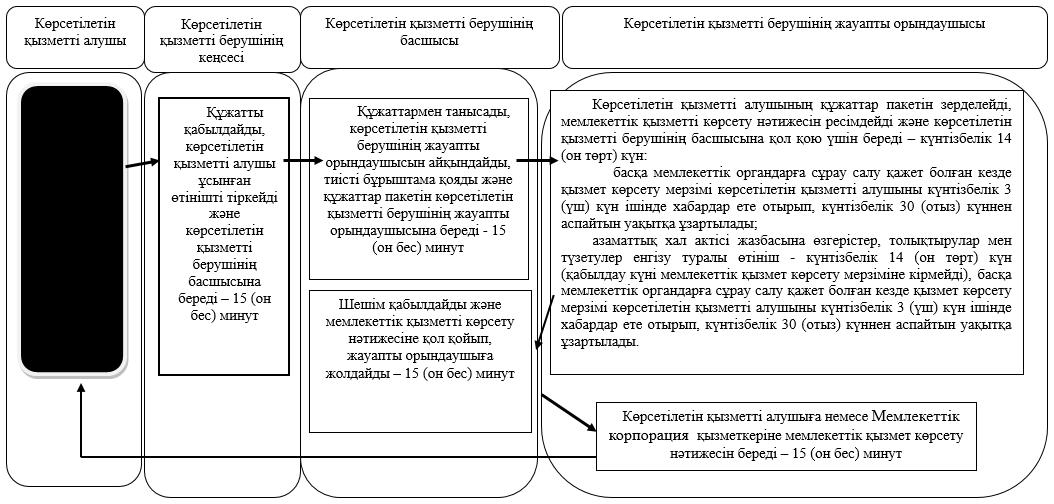 Көрсетілетін
қызметті алушы
Көрсетілетін
қызметті берушінің
кеңсесі
Көрсетілетін қызметті берушінің
басшысы
Көрсетілетін қызметті берушінің жауапты орындаушысы
Құжатты
қабылдайды,
көрсетілетін
қызметті алушы
ұсынған
өтінішті тіркейді
және
көрсетілетін
қызметті
берушінің
басшысына
береді – 15 (он
бес) минут
Құжаттармен танысады,
көрсетілетін қызметті
берушінің жауапты
орындаушысын айқындайды,
тиісті бұрыштама қояды және
құжаттар пакетін көрсетілетін
қызметті берушінің жауапты
орындаушысына береді - 15
(он бес) минут
Шешім қабылдайды және
мемлекеттік қызметті көрсету
нәтижесіне қол қойып,
жауапты орындаушыға
жолдайды – 15 (он бес) минут
Көрсетілетін қызметті алушының құжаттар пакетін зерделейді,
мемлекеттік қызметті көрсету нәтижесін ресімдейді және көрсетілетін
қызметті берушінің басшысына қол қою үшін береді – күнтізбелік 14
(он төрт) күн:
басқа мемлекеттік органдарға сұрау салу қажет болған кезде
қызмет көрсету мерзімі көрсетілетін қызметті алушыны күнтізбелік 3
(үш) күн ішінде хабардар ете отырып, күнтізбелік 30 (отыз) күннен
аспайтын уақытқа ұзартылады;
азаматтық хал актісі жазбасына өзгерістер, толықтырулар мен
түзетулер енгізу туралы өтініш - күнтізбелік 14 (он төрт) күн
(қабылдау күні мемлекеттік қызмет көрсету мерзіміне кірмейді), басқа
мемлекеттік органдарға сұрау салу қажет болған кезде қызмет көрсету
мерзімі көрсетілетін қызметті алушыны күнтізбелік 3 (үш) күн ішінде
хабардар ете отырып, күнтізбелік 30 (отыз) күннен аспайтын уақытқа
ұзартылады.
Көрсетілетін қызметті алушыға немесе Мемлекеттік
корпорация қызметкеріне мемлекеттік қызмет көрсету
нәтижесін береді – 15 (он бес) минут